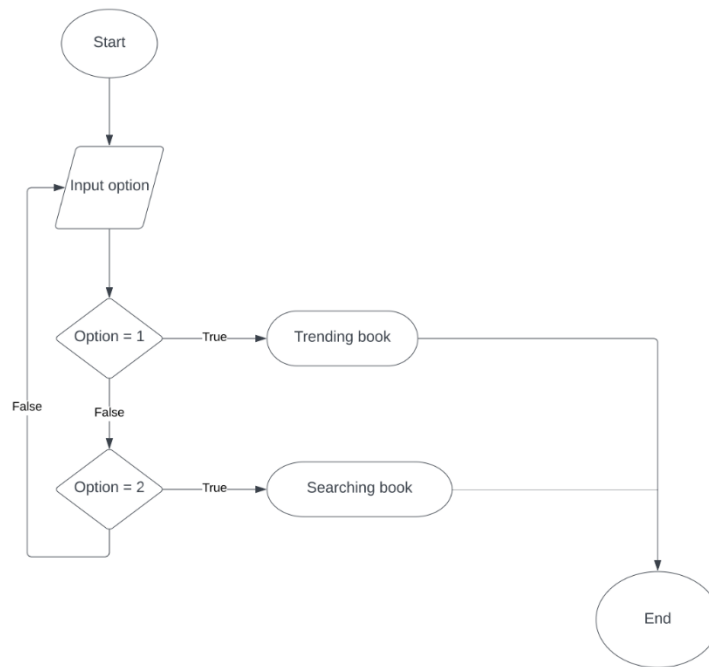 Start
Input option
Option = 1
True
Trending book
False
False
Option = 2
True
Searching book
End